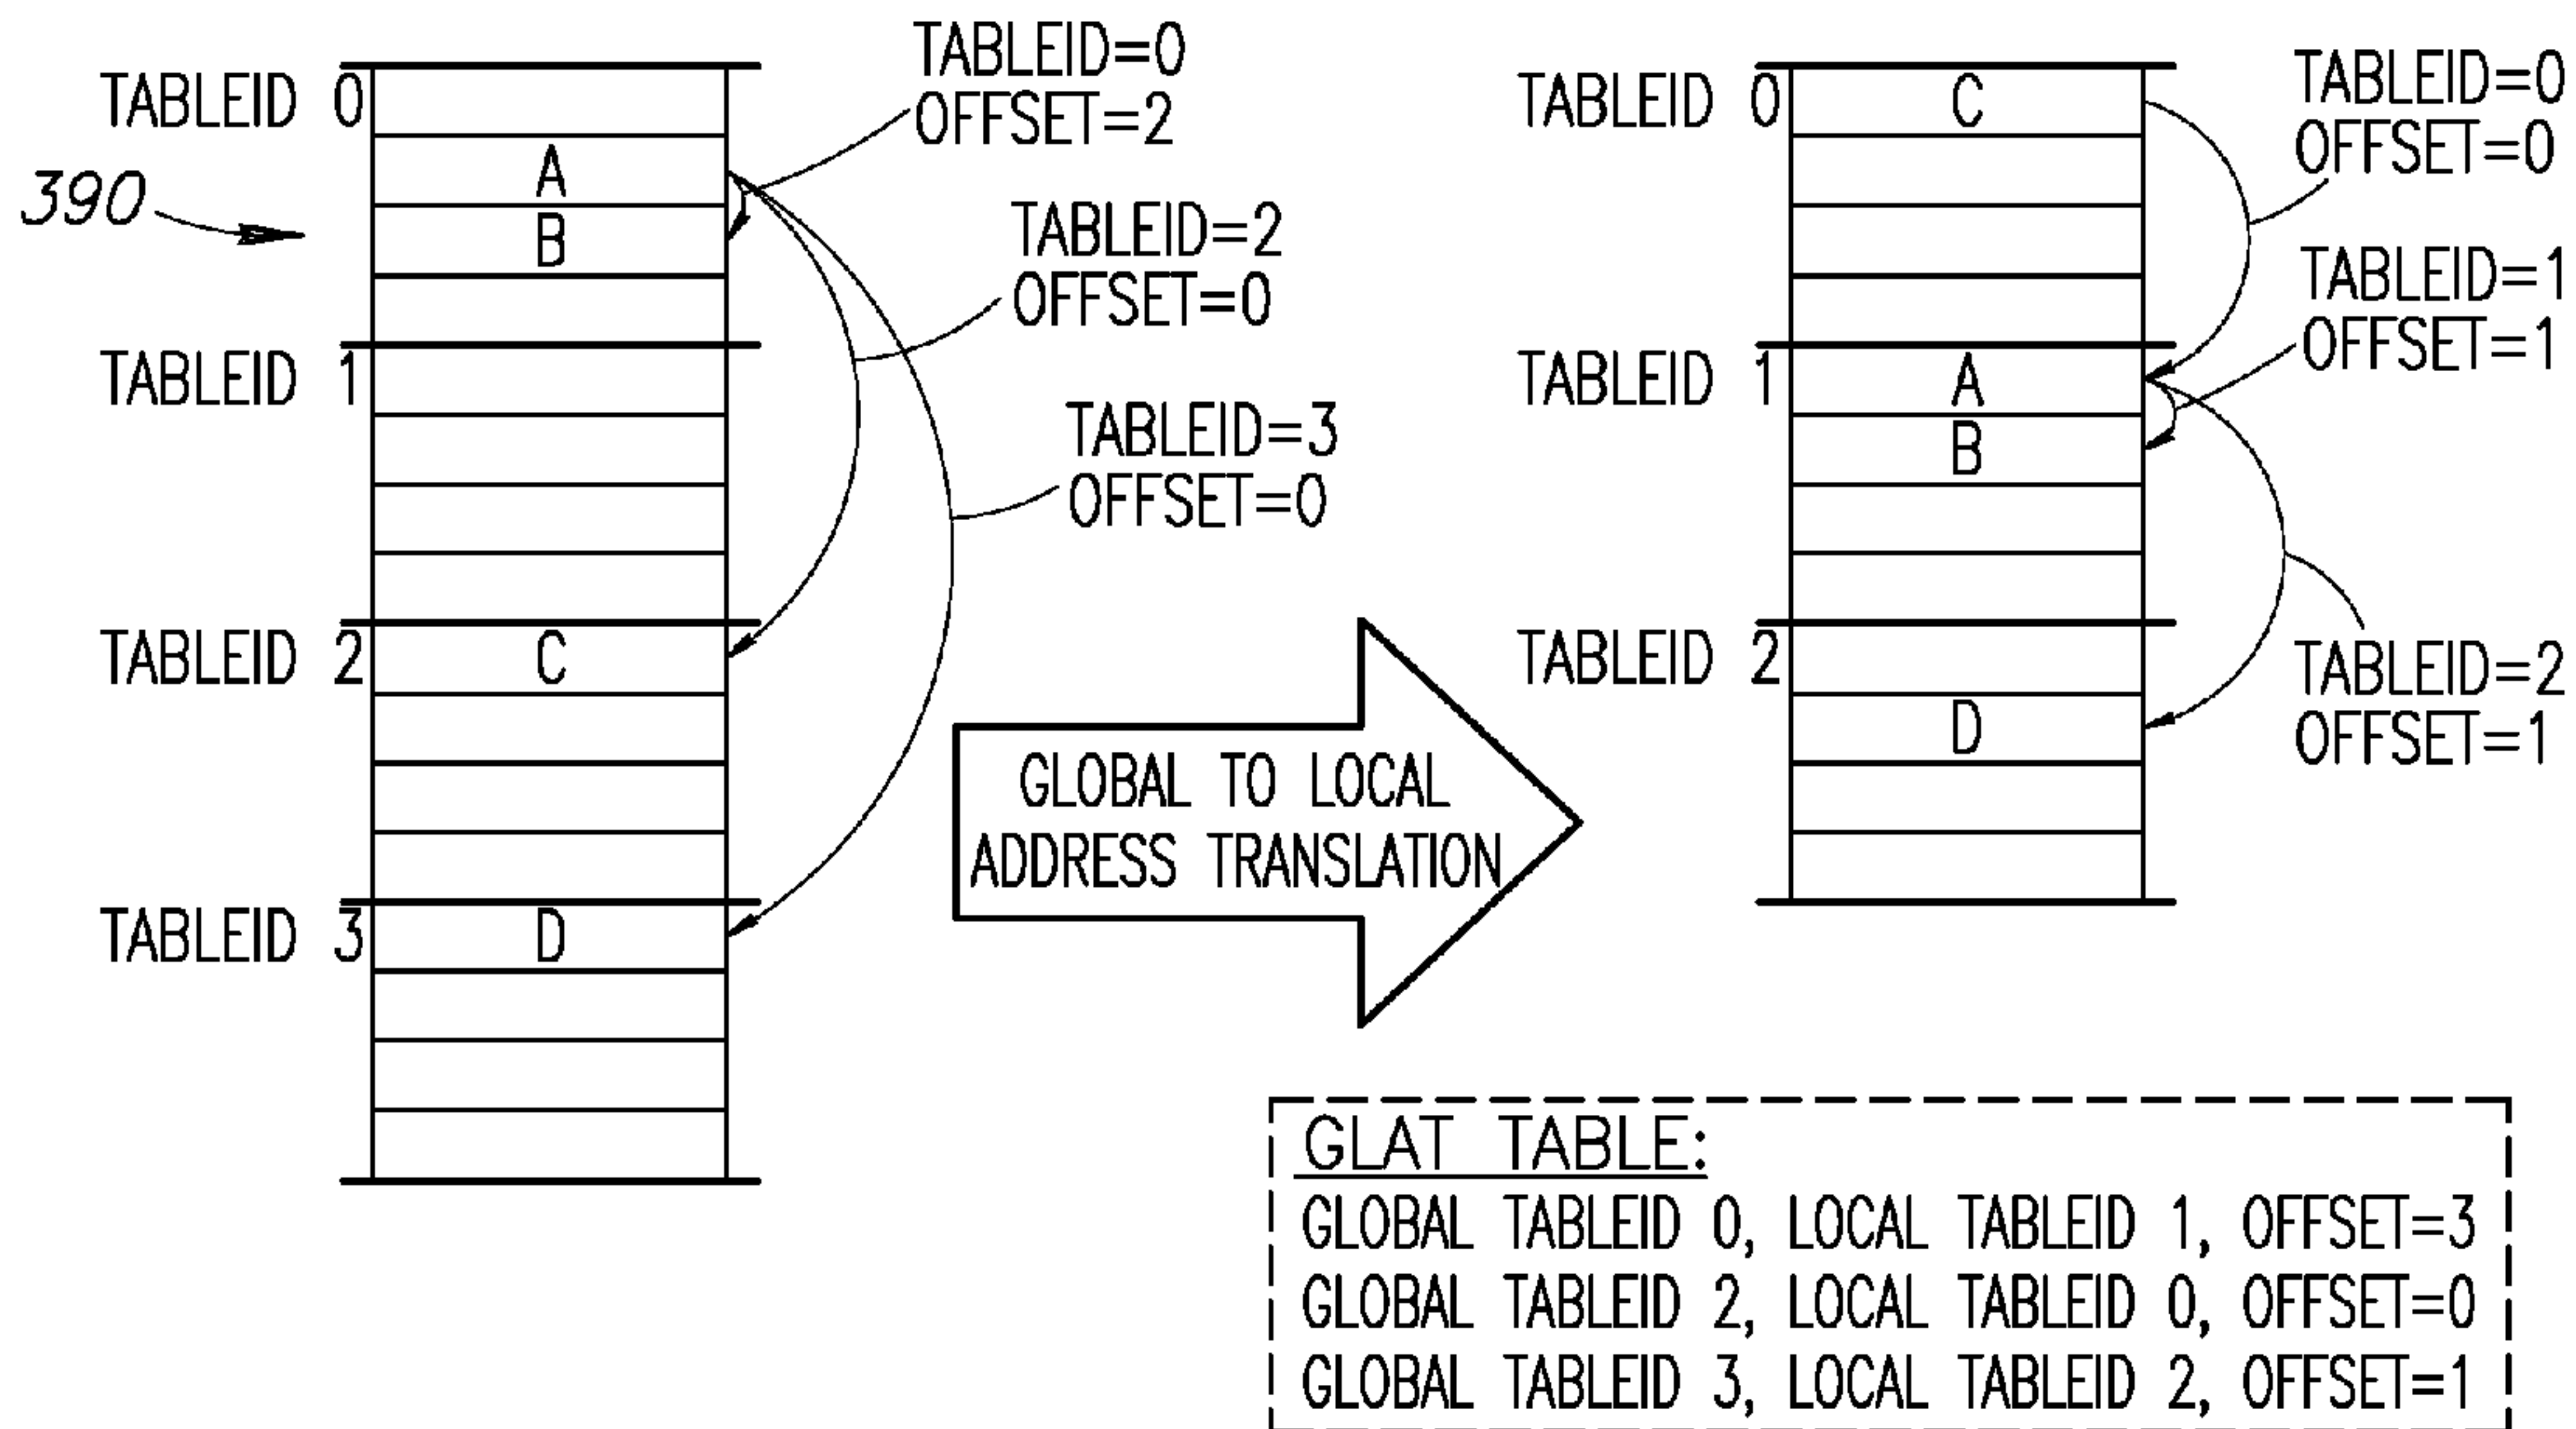 TABLEID 0
A
390
B
TABLEID 1
TABLEID 2
C
TABLEID 3
D
TABLEID=0
OFFSET=2
TABLEID=2
OFFSET=0
TABLEID=3
OFFSET=0
GLOBAL TO LOCAL
ADDRESS TRANSLATION
TABLEID 0
C
TABLEID 1
A
B
TABLEID 2
D
TABLEID=0
OFFSET=0
TABLEID=1
OFFSET=1
TABLEID=2
OFFSET=1
GLAT TABLE:
GLOBAL TABLEID 0, LOCAL TABLEID 1, OFFSET=3
GLOBAL TABLEID 2, LOCAL TABLEID 0, OFFSET=0
GLOBAL TABLEID 3, LOCAL TABLEID 2, OFFSET=1